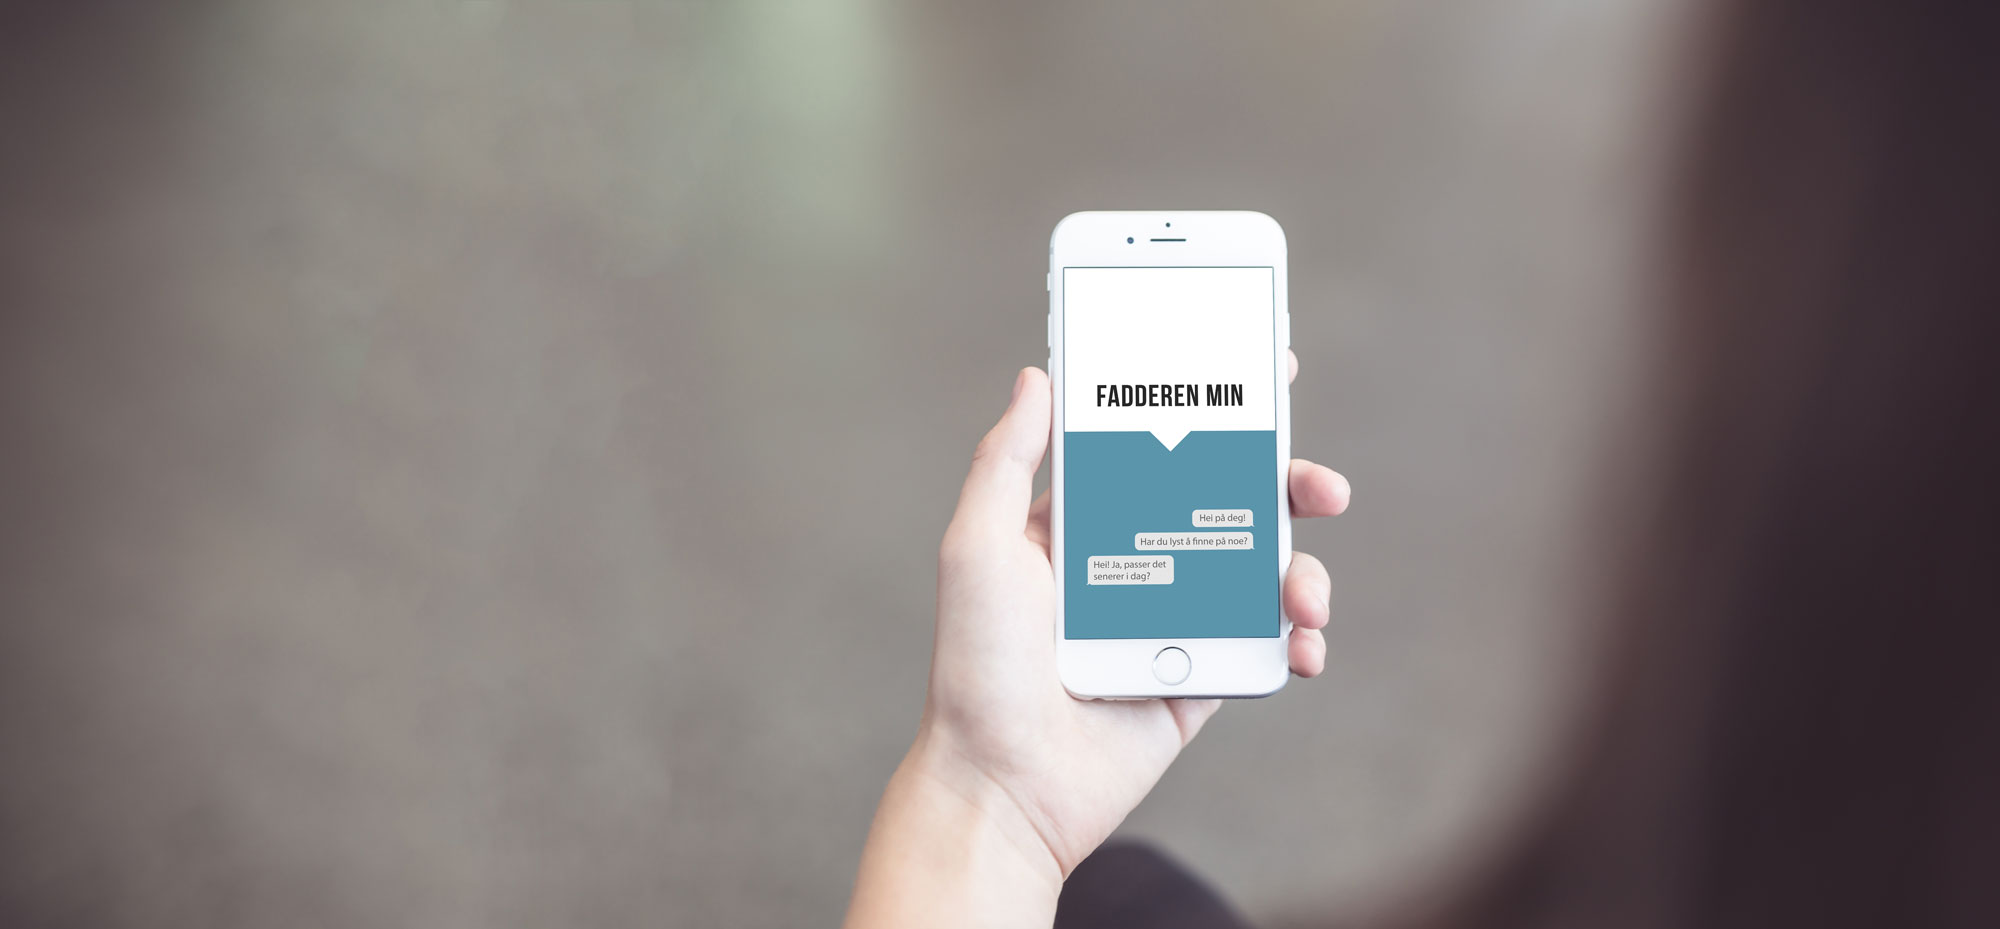 FADDEREN MIN
Hei på deg!
Har du lyst å finne på noe?
Hei! Ja, passer det
senerer i dag?